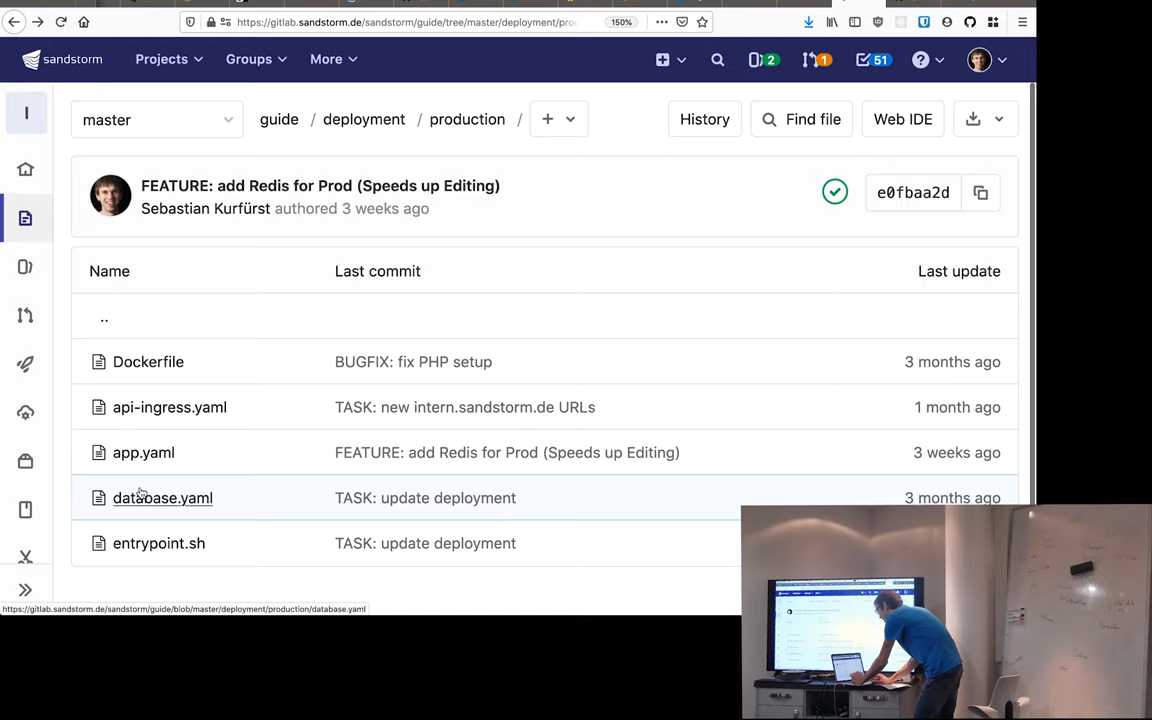 https://gitlab.sandstorm.de/sandstorm/guide/tree/master/deployment/pro
150%
sandstorm
Projects
Groups
More
2
1
51
I
master
guide / deployment / production /
+
History
Find file
Web IDE
FEATURE: add Redis for Prod (Speeds up Editing)
Sebastian Kurfürst authored 3 weeks ago
e0fbaa2d
Name Last commit Last update
..
Dockerfile BUGFIX: fix PHP setup 3 months ago
api-ingress.yaml TASK: new intern.sandstorm.de URLs 1 month ago
app.yaml FEATURE: add Redis for Prod (Speeds up Editing) 3 weeks ago
database.yaml TASK: update deployment 3 months ago
entrypoint.sh TASK: update deployment
https://gitlab.sandstorm.de/sandstorm/guide/blob/master/deployment/production/database.yaml